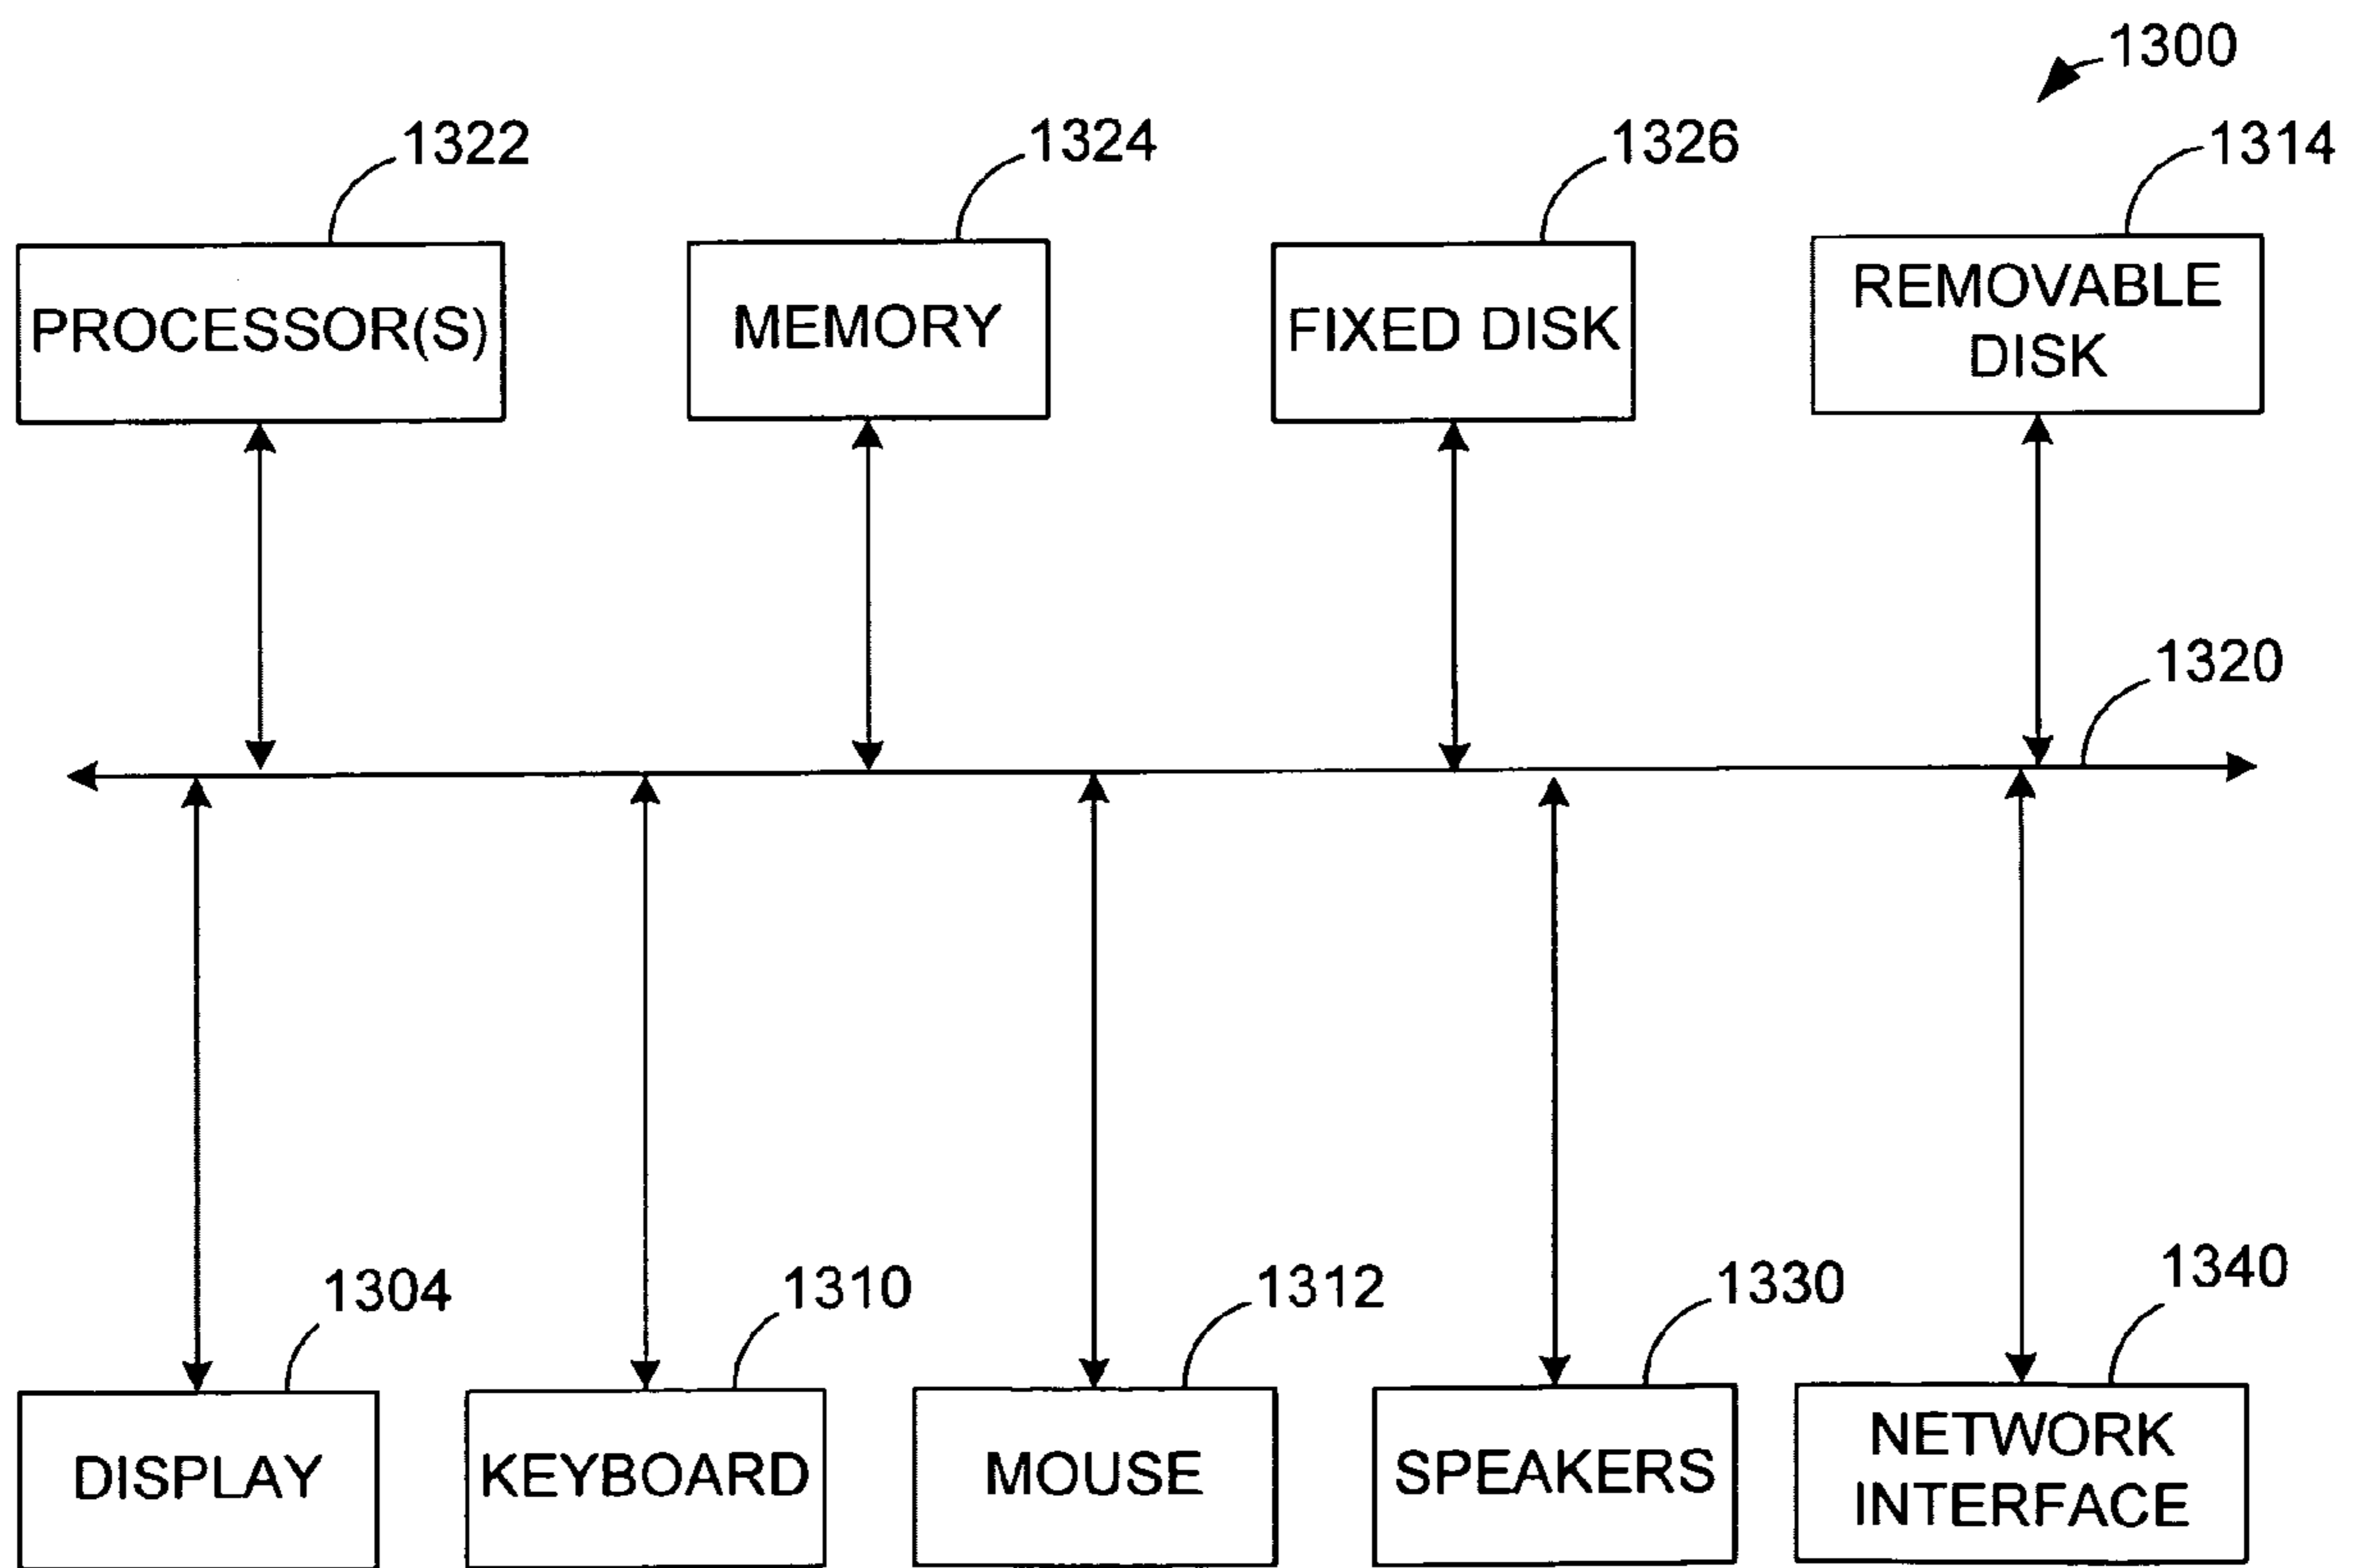 1300
1322
1324
1326
1314
PROCESSOR(S)
MEMORY
FIXED DISK
REMOVABLE
DISK
1320
1304
1310
1312
1330
1340
DISPLAY
KEYBOARD
MOUSE
SPEAKERS
NETWORK
INTERFACE